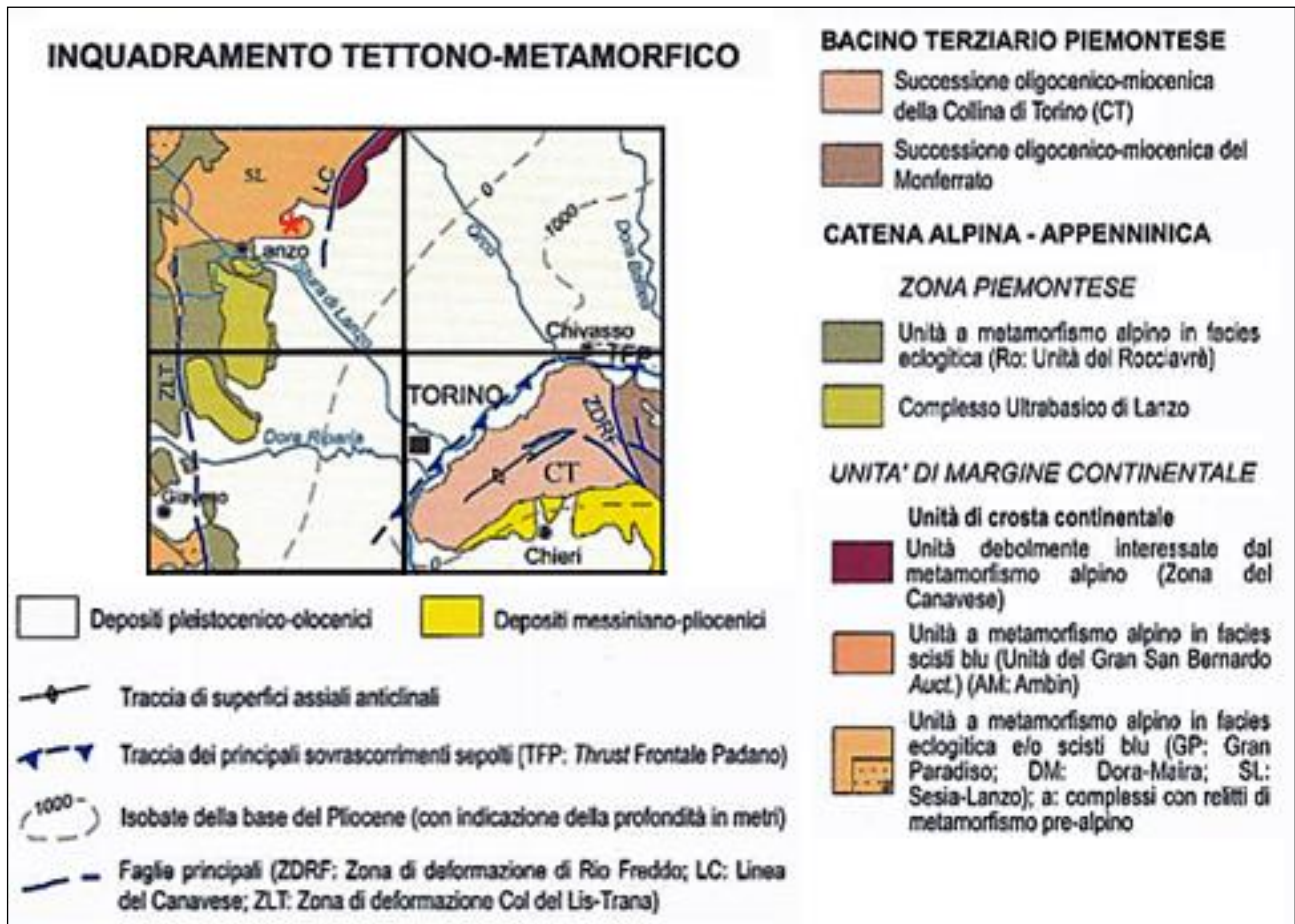 INQUADRAMENTO TETTONO-METAMORFICO
SL
LC
Lanzo
Stura di Lanzo
0
1000
Orco
Dora Baltea
Chivasso
TFP
ZLT
TORINO
ZDRF
Dora Riparia
CT
Giaveno
Chieri
0
Depositi pleistocenico-olocenici
Depositi messiniano-pliocenici
Traccia di superfici assiali anticlinali
Traccia dei principali sovrascorrimenti sepolti (TFP: Thrust Frontale Padano)
1000
Isobate della base del Pliocene (con indicazione della profondità in metri)
Faglie principali (ZDRF: Zona di deformazione di Rio Freddo; LC: Linea
del Canavese; ZLT: Zona di deformazione Col del Lis-Trana)
BACINO TERZIARIO PIEMONTESE
Successione oligocenico-miocenica
della Collina di Torino (CT)
Successione oligocenico-miocenica del
Monferrato
CATENA ALPINA - APPENNINICA
ZONA PIEMONTESE
Unità a metamorfismo alpino in facies
eclogitica (Ro: Unità del Rocciavrè)
Complesso Ultrabasico di Lanzo
UNITA' DI MARGINE CONTINENTALE
Unità di crosta continentale
Unità debolmente interessate dal
metamorfismo alpino (Zona del
Canavese)
Unità a metamorfismo alpino in facies
scisti blu (Unità del Gran San Bernardo
Auct.) (AM: Ambin)
Unità a metamorfismo alpino in facies
eclogitica e/o scisti blu (GP: Gran
Paradiso; DM: Dora-Maira; SL:
Sesia-Lanzo); a: complessi con relitti di
metamorfismo pre-alpino